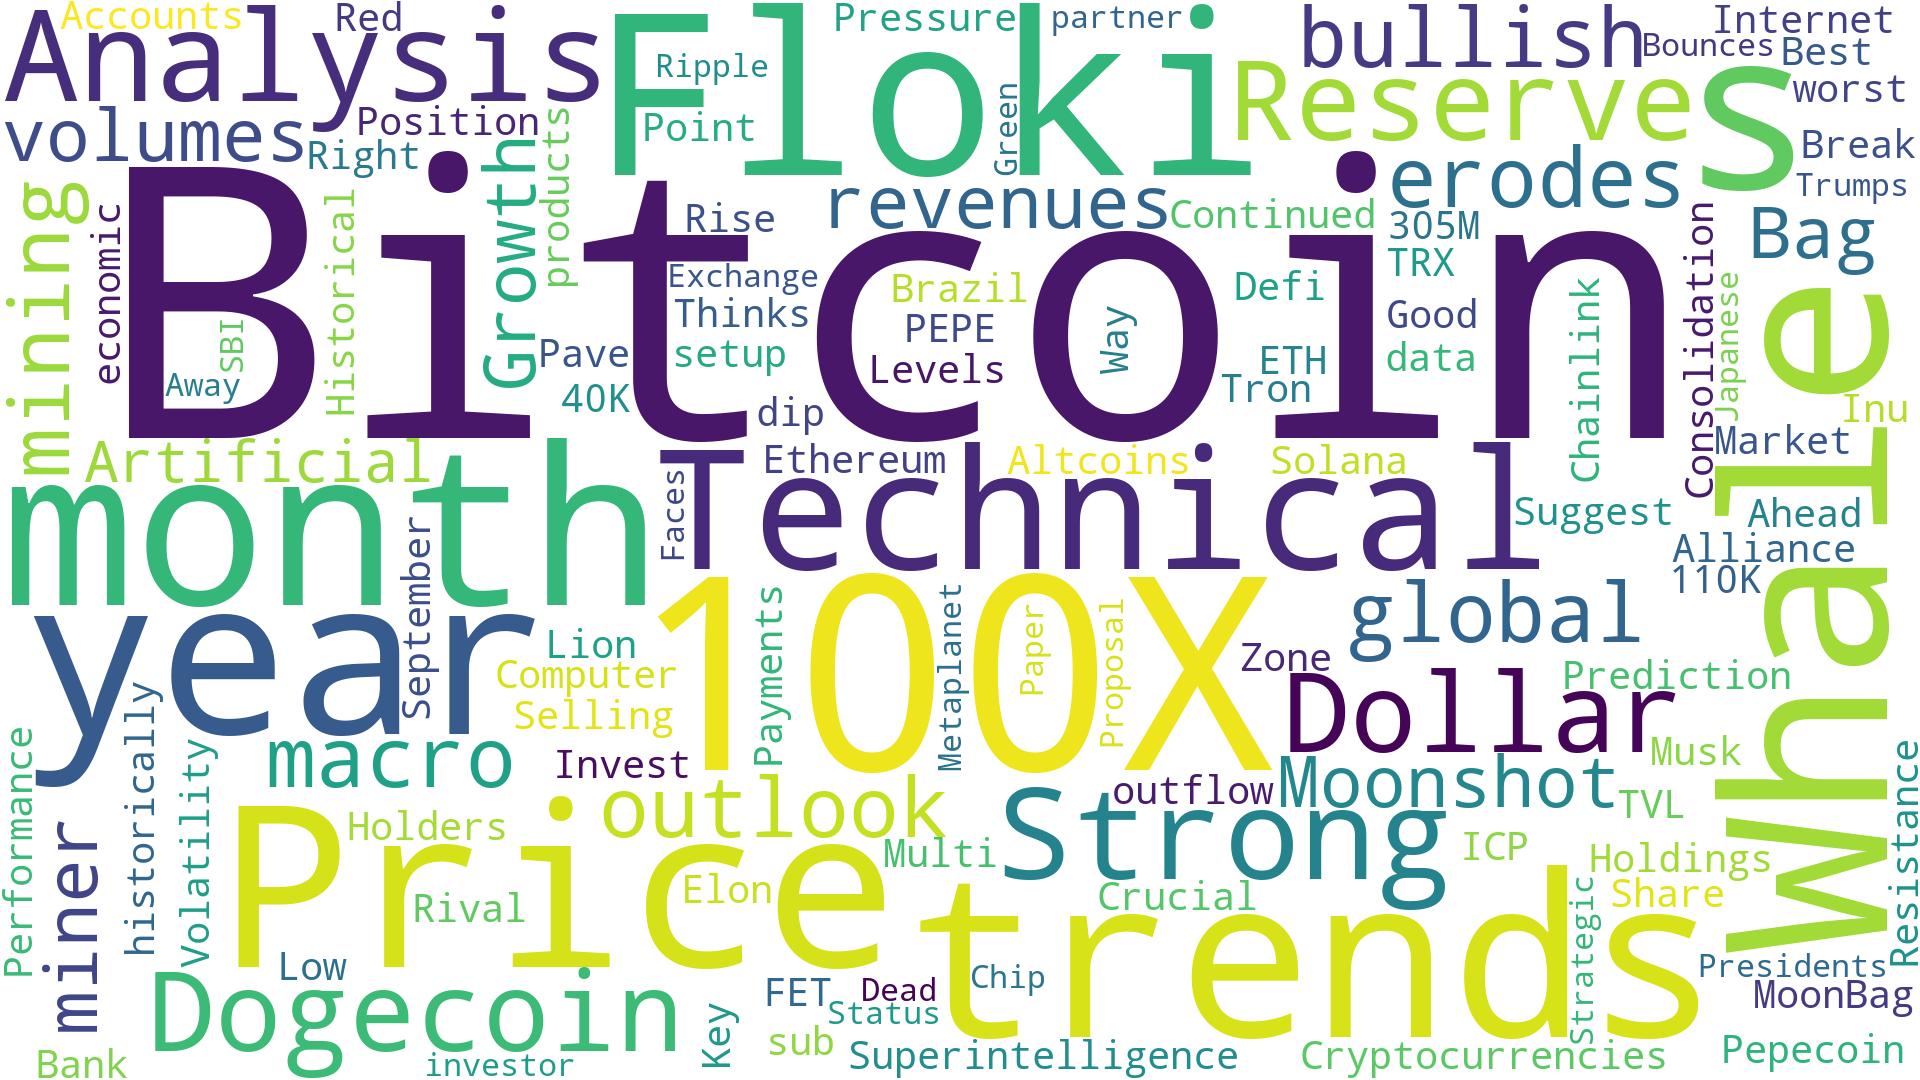 Accounts
Red
Analysis
Floki
Pressure
partner
bullish
Internet
Bounces
Best
Ripple
Reserve
s
worst
volumes
Position
Right
Point
Green
products
Growth
erodes
Break
Trumps
mining
economic
Historical
Bitcoin
Rise
revenues
Continued
305M
TRX
Bag
Exchange
Thinks
setup
Brazil
PEPE
Levels
Way
Defi
Good
data
ETH
Tron
Chainlink
Consolidation
Japanese
SBI
Away
Pave
40K
dip
Inu
Market
Artificial
Ethereum
Altcoins
Solana
month
Faces
Technical
Suggest
Ahead
Alliance
110K
Whale
September
year
Lion
Computer
Selling
100X
Payments
Metaplanet
Paper
Proposal
Zone
global
Dollar
Prediction
Musk
macro
Invest
outlook
outflow
Moonshot
TVL
Performance
historically
Volatility
miner
Holders
Price
Rival
Elon
Multi
Strong
ICP
Holdings
Share
Crucial
Resistance
trends
Strategic
Low
Dogecoin
Key
FET
Dead
Status
Chip
sub
Presidents
MoonBag
Bank
investor
Superintelligence
Cryptocurrencies
Pepecoin